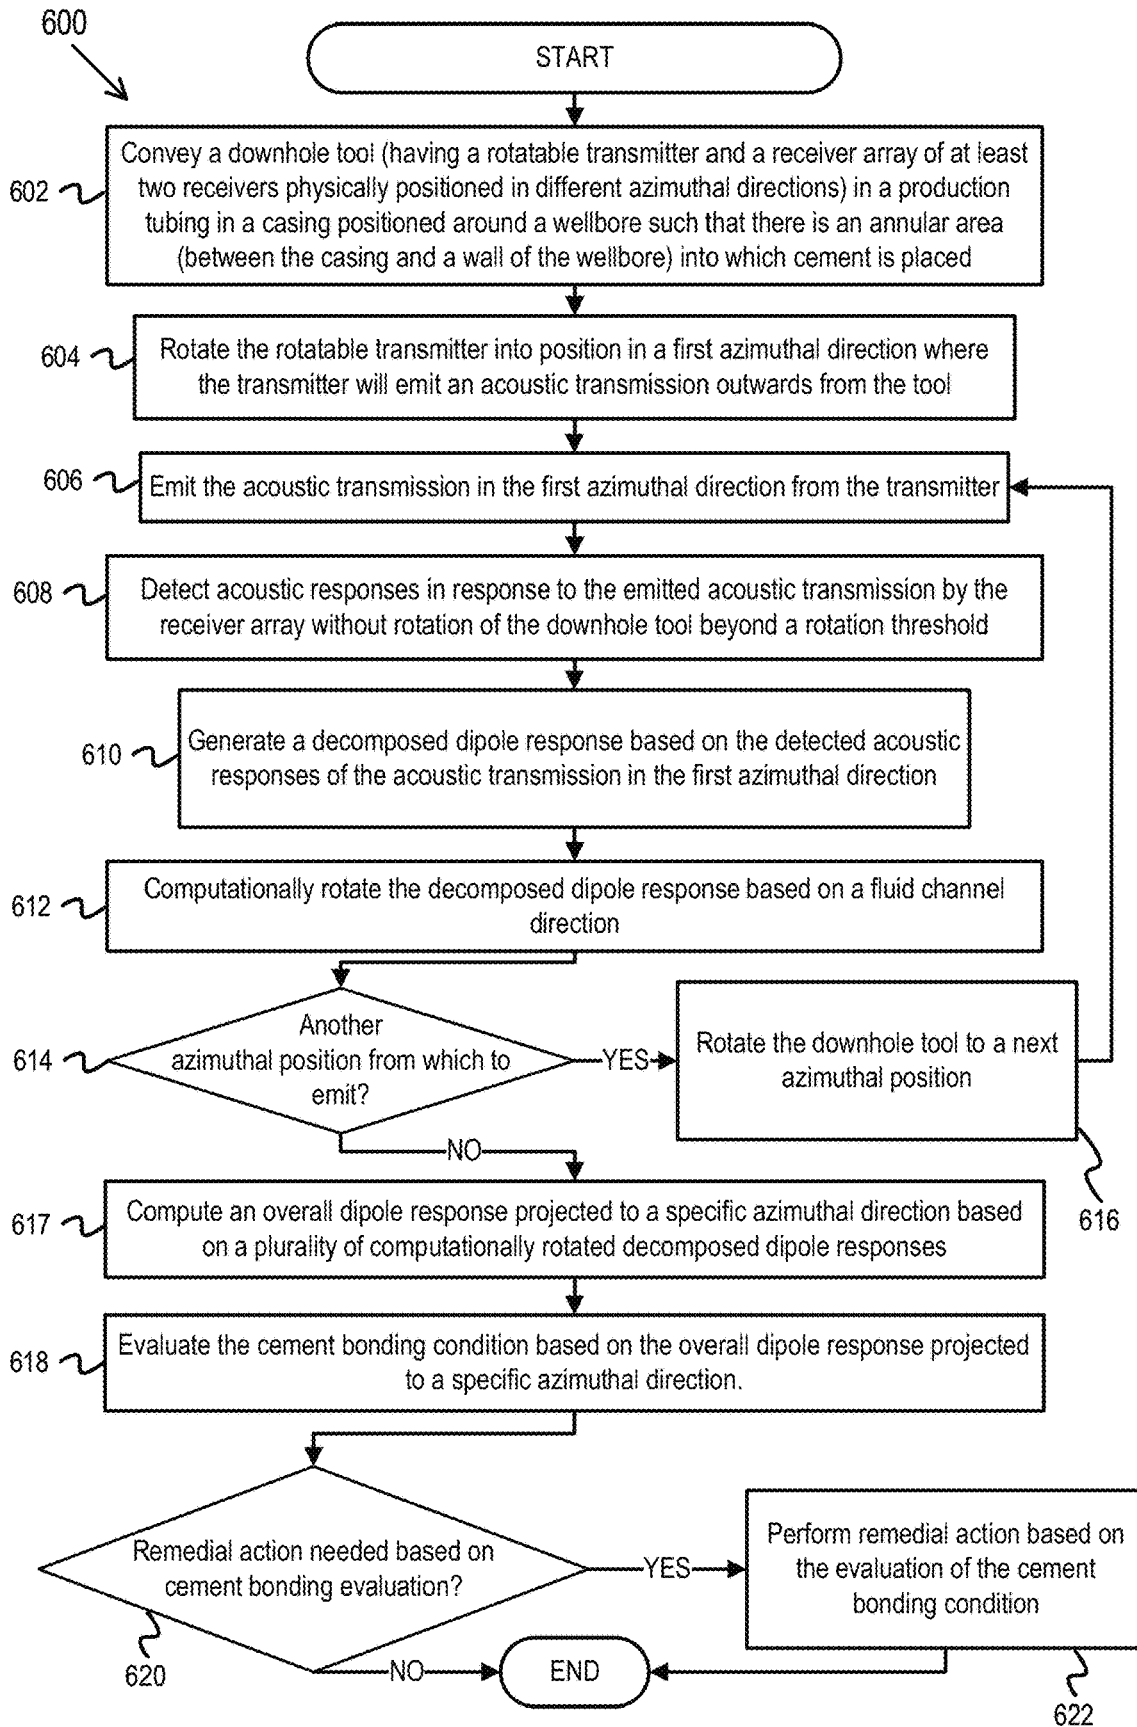 600
START
602
Convey a downhole tool (having a rotatable transmitter and a receiver array of at least
two receivers physically positioned in different azimuthal directions) in a production
tubing in a casing positioned around a wellbore such that there is an annular area
(between the casing and a wall of the wellbore) into which cement is placed
604
Rotate the rotatable transmitter into position in a first azimuthal direction where
the transmitter will emit an acoustic transmission outwards from the tool
606
Emit the acoustic transmission in the first azimuthal direction from the transmitter
608
Detect acoustic responses in response to the emitted acoustic transmission by the
receiver array without rotation of the downhole tool beyond a rotation threshold
610
Generate a decomposed dipole response based on the detected acoustic
responses of the acoustic transmission in the first azimuthal direction
612
Computationally rotate the decomposed dipole response based on a fluid channel
direction
614
Another
azimuthal position from which to
emit?
YES
Rotate the downhole tool to a next
azimuthal position
616
NO
617
Compute an overall dipole response projected to a specific azimuthal direction based
on a plurality of computationally rotated decomposed dipole responses
618
Evaluate the cement bonding condition based on the overall dipole response projected
to a specific azimuthal direction.
Remedial action needed based on
cement bonding evaluation?
620
YES
Perform remedial action based on
the evaluation of the cement
bonding condition
622
NO
END